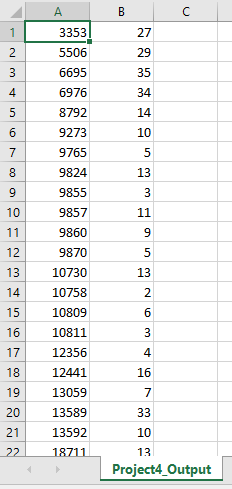 A B C
1 3353 27
2 5506 29
3 6695 35
4 6976 34
5 8792 14
6 9273 10
7 9765 5
8 9824 13
9 9855 3
10 9857 11
11 9860 9
12 9870 5
13 10730 13
14 10758 2
15 10809 6
16 10811 3
17 12356 4
18 12441 16
19 13059 7
20 13589 33
21 13592 10
22 18711 13
Project4_Output